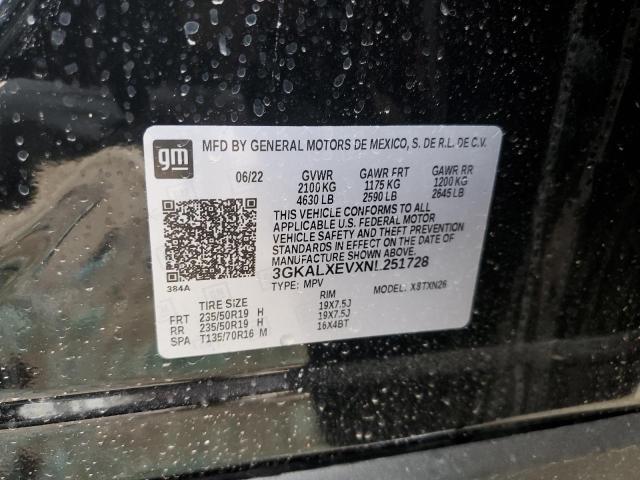 gm
MFD BY GENERAL MOTORS DE MEXICO, S. DE R.L. DE C.V.
06/22 GVWR GAWR FRT GAWR RR
2100 KG 1175 KG 1200 KG
4630 LB 2590 LB 2645 LB
THIS VEHICLE CONFORMS TO ALL
APPLICABLE U.S. FEDERAL MOTOR
VEHICLE SAFETY AND THEFT PREVENTION
STANDARDS IN EFFECT ON THE DATE OF
MANUFACTURE SHOWN ABOVE.
3GKALXEVXNL251728
384A TYPE: MPV MODEL: X8TXN26
TIRE SIZE RIM
FRT 235/50R19 H 19X7.5J
RR 235/50R19 H 19X7.5J
SPA T135/70R16 M 16X4BT